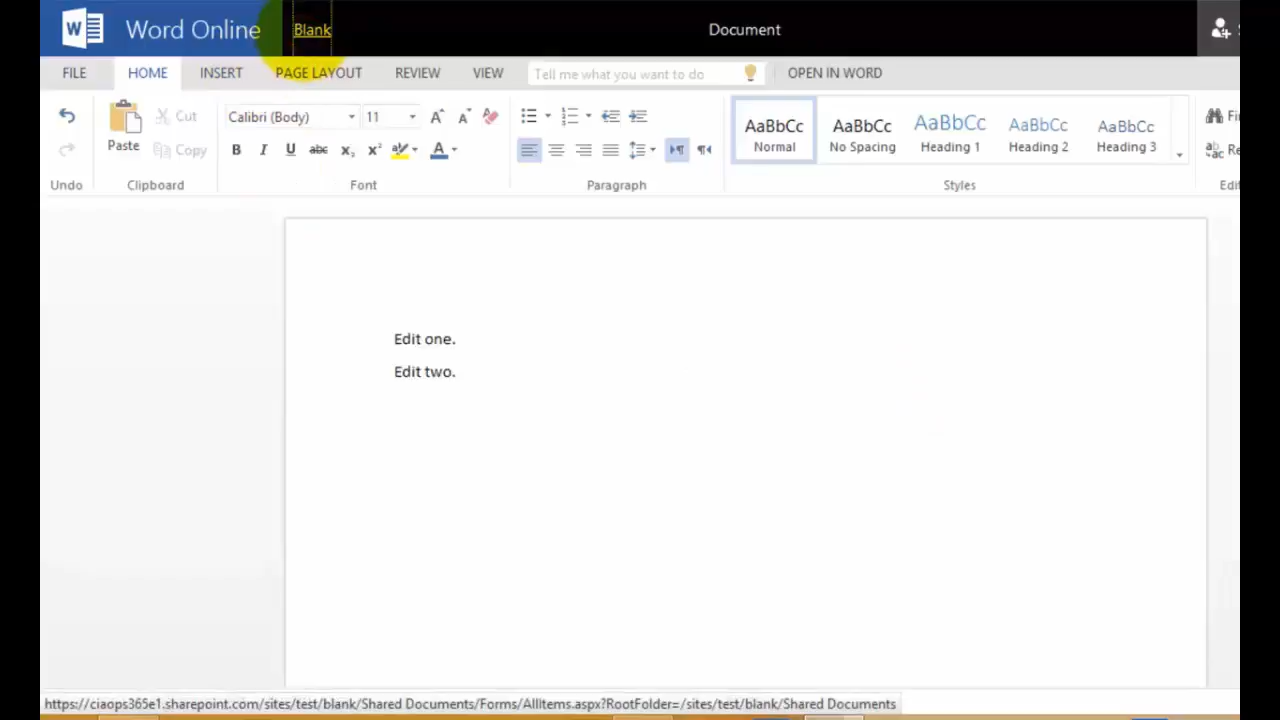 Word Online Blank Document
FILE HOME INSERT PAGE LAYOUT REVIEW VIEW Tell me what you want to do OPEN IN WORD
Calibri (Body) 11
Cut
Paste
Copy
B I U abc x₂ x² A
AaBbCc AaBbCc AaBbCc AaBbCc AaBbCc
Normal No Spacing Heading 1 Heading 2 Heading 3
Undo Clipboard Font Paragraph Styles
Edit one.
Edit two.
https://ciaops365e1.sharepoint.com/sites/test/blank/Shared Documents/Forms/AllItems.aspx?RootFolder=/sites/test/blank/Shared Documents